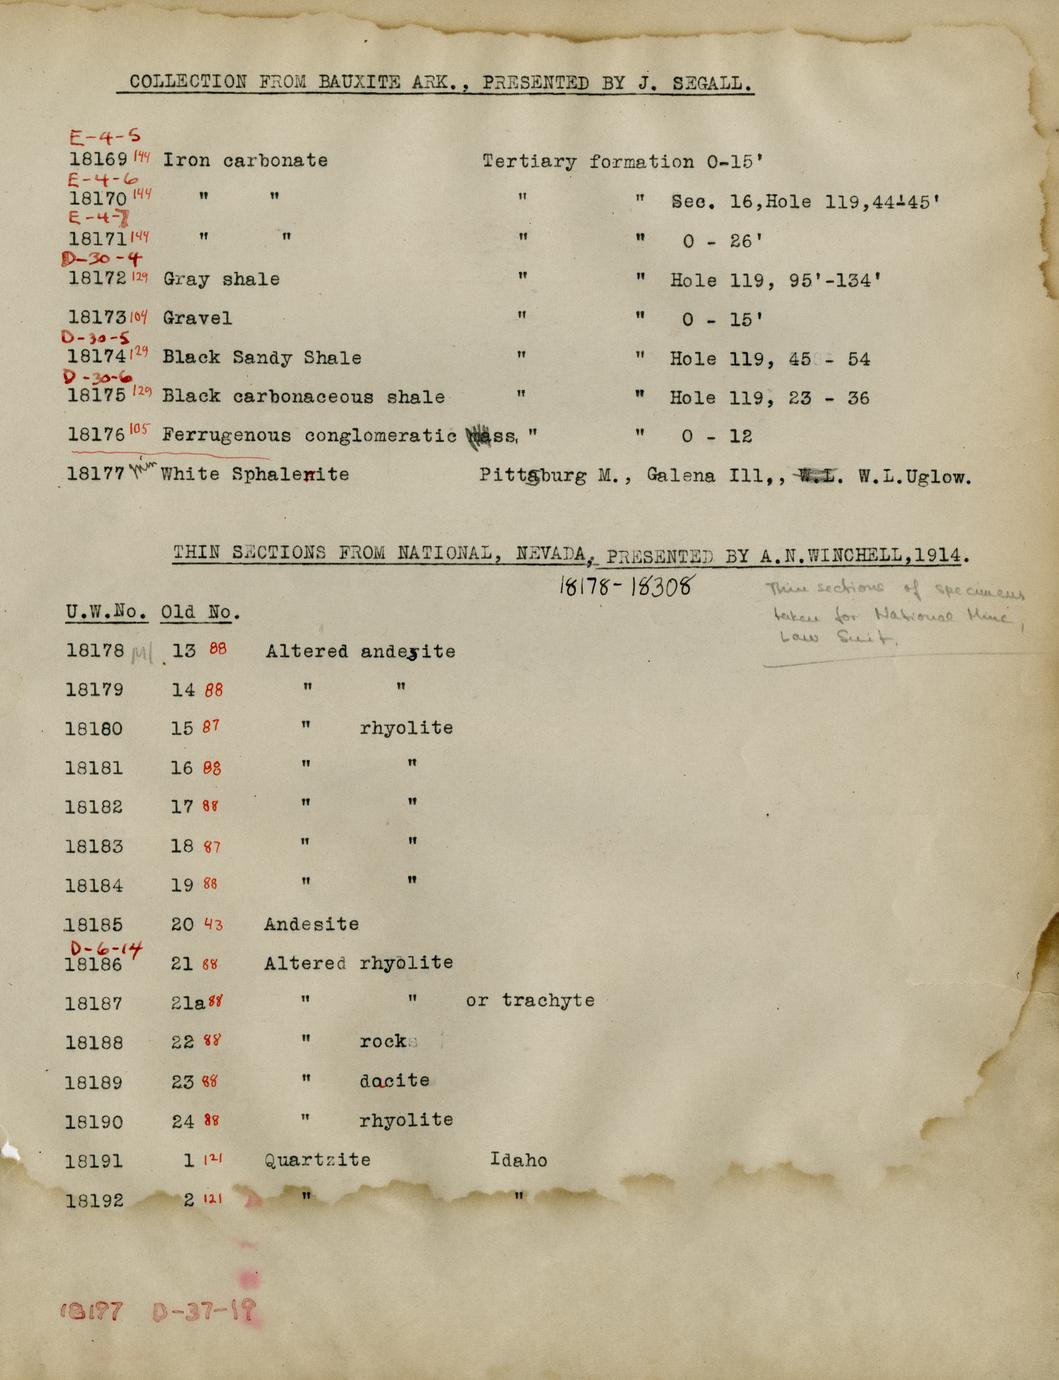 COLLECTION FROM BAUXITE ARK., PRESENTED BY J. SEGALL.
E-4-5
18169 144 Iron carbonate Tertiary formation 0-15'
E-4-6
18170 144 " " " " Sec. 16,Hole 119,44-45'
E-4-7
18171 144 " " " " 0 - 26'
D-30-4
18172 129 Gray shale " " Hole 119, 95'-134'
18173 104 Gravel " " 0 - 15'
D-30-5
18174 129 Black Sandy Shale " " Hole 119, 45 - 54
D-30-6
18175 129 Black carbonaceous shale " " Hole 119, 23 - 36
18176 105 Ferrugenous conglomeratic mass, " " 0 - 12
18177 White Sphalerite Pittsburg M., Galena Ill,, W.L. W.L.Uglow.
THIN SECTIONS FROM NATIONAL, NEVADA, PRESENTED BY A.N.WINCHELL,1914.
18178-18308
Thin sections of specimens
taken for National Mine,
Law Suit.
U.W.No. Old No.
18178 M 13 88 Altered andesite
18179 14 88 " "
18180 15 87 " rhyolite
18181 16 88 " "
18182 17 88 " "
18183 18 87 " "
18184 19 88 " "
18185 20 43 Andesite
D-6-14
18186 21 88 Altered rhyolite
18187 21a 88 " " or trachyte
18188 22 88 " rock
18189 23 88 " dacite
18190 24 88 " rhyolite
18191 1 121 Quartzite Idaho
18192 2 121 " "
18197 D-37-19